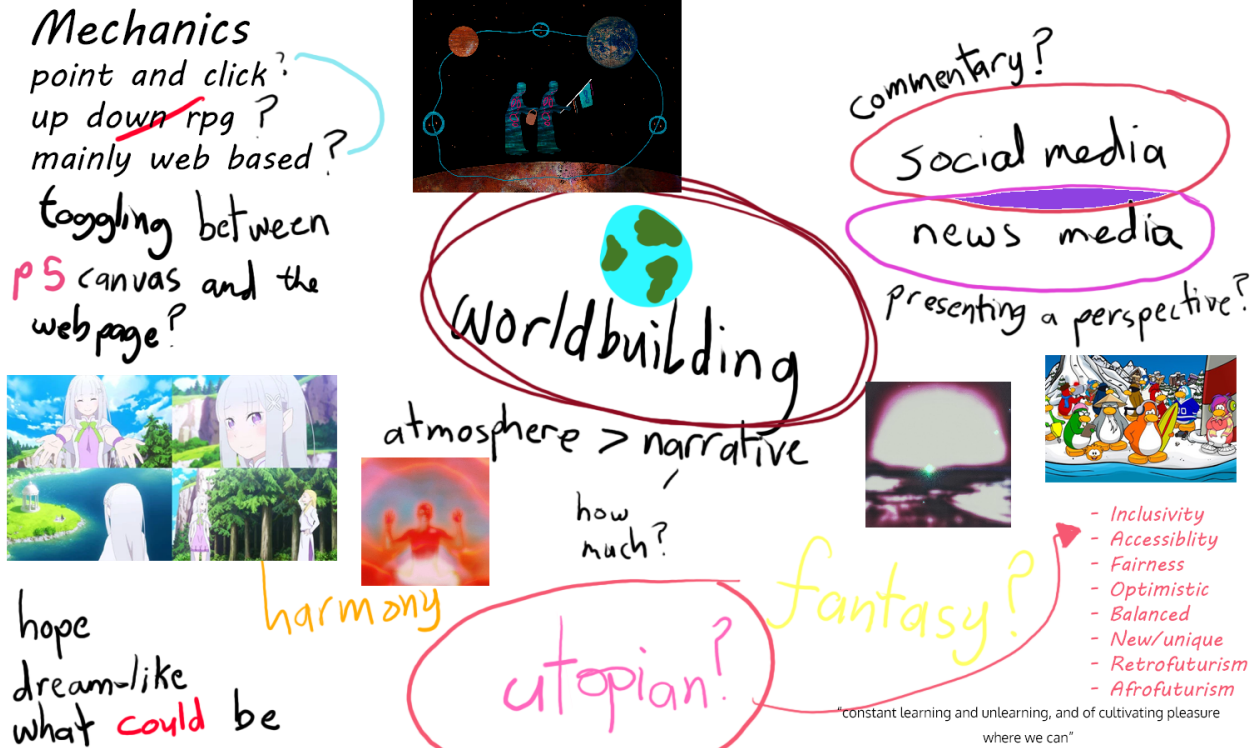 Mechanics
point and click?
up down rpg?
mainly web based?
toggling between
p5 canvas and the
webpage?
commentary?
social media
news media
presenting a perspective?
worldbuilding
atmosphere > narrative
how
much?
harmony
hope
dream-like
what could be
utopian?
fantasy?
- Inclusivity
- Accessiblity
- Fairness
- Optimistic
- Balanced
- New/unique
- Retrofuturism
- Afrofuturism
"constant learning and unlearning, and of cultivating pleasure
where we can"